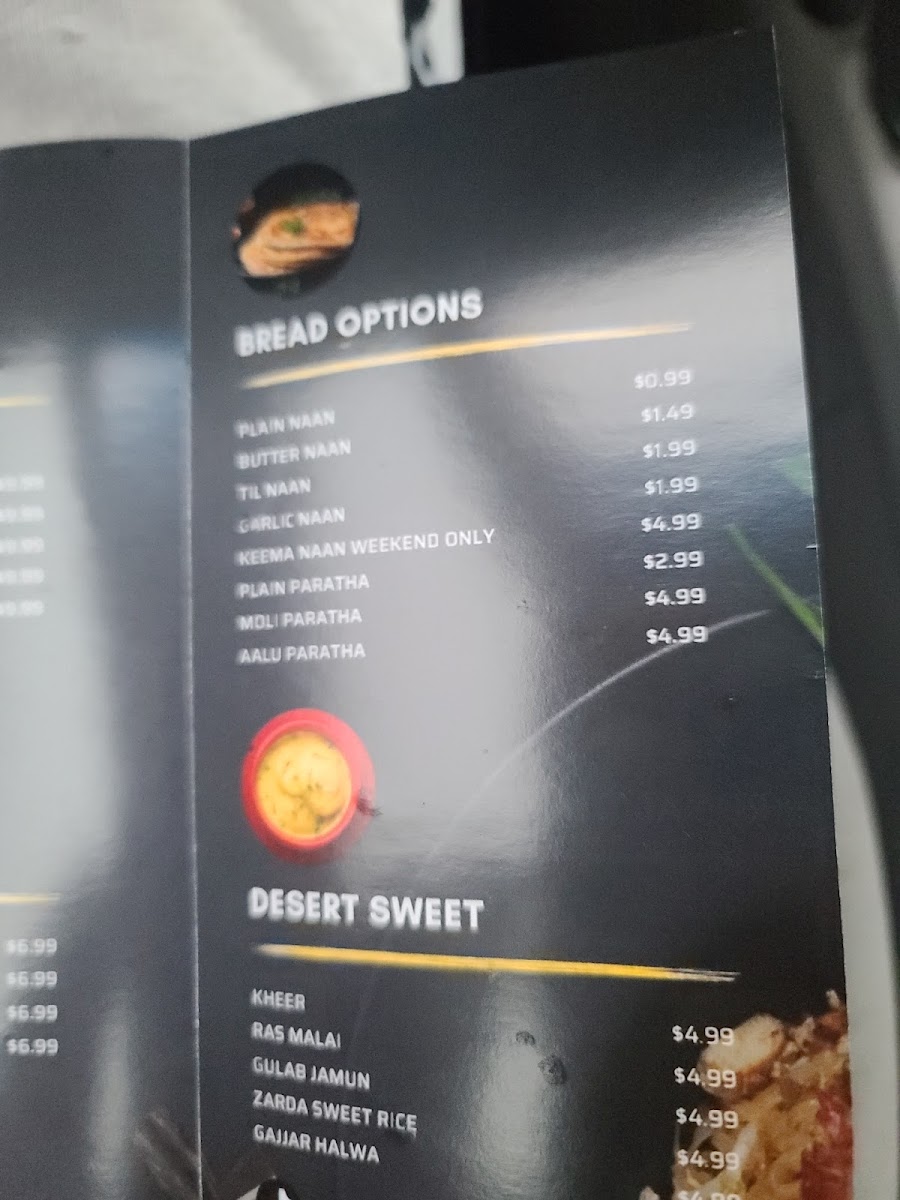 BREAD OPTIONS
PLAIN NAAN $0.99
BUTTER NAAN $1.49
TIL NAAN $1.99
GARLIC NAAN $1.99
KEEMA NAAN WEEKEND ONLY $4.99
PLAIN PARATHA $2.99
MOLI PARATHA $4.99
AALU PARATHA $4.99
DESERT SWEET
KHEER $4.99
RAS MALAI $4.99
GULAB JAMUN $4.99
ZARDA SWEET RICE $4.99
GAJJAR HALWA
$6.99
$6.99
$6.99
$6.99